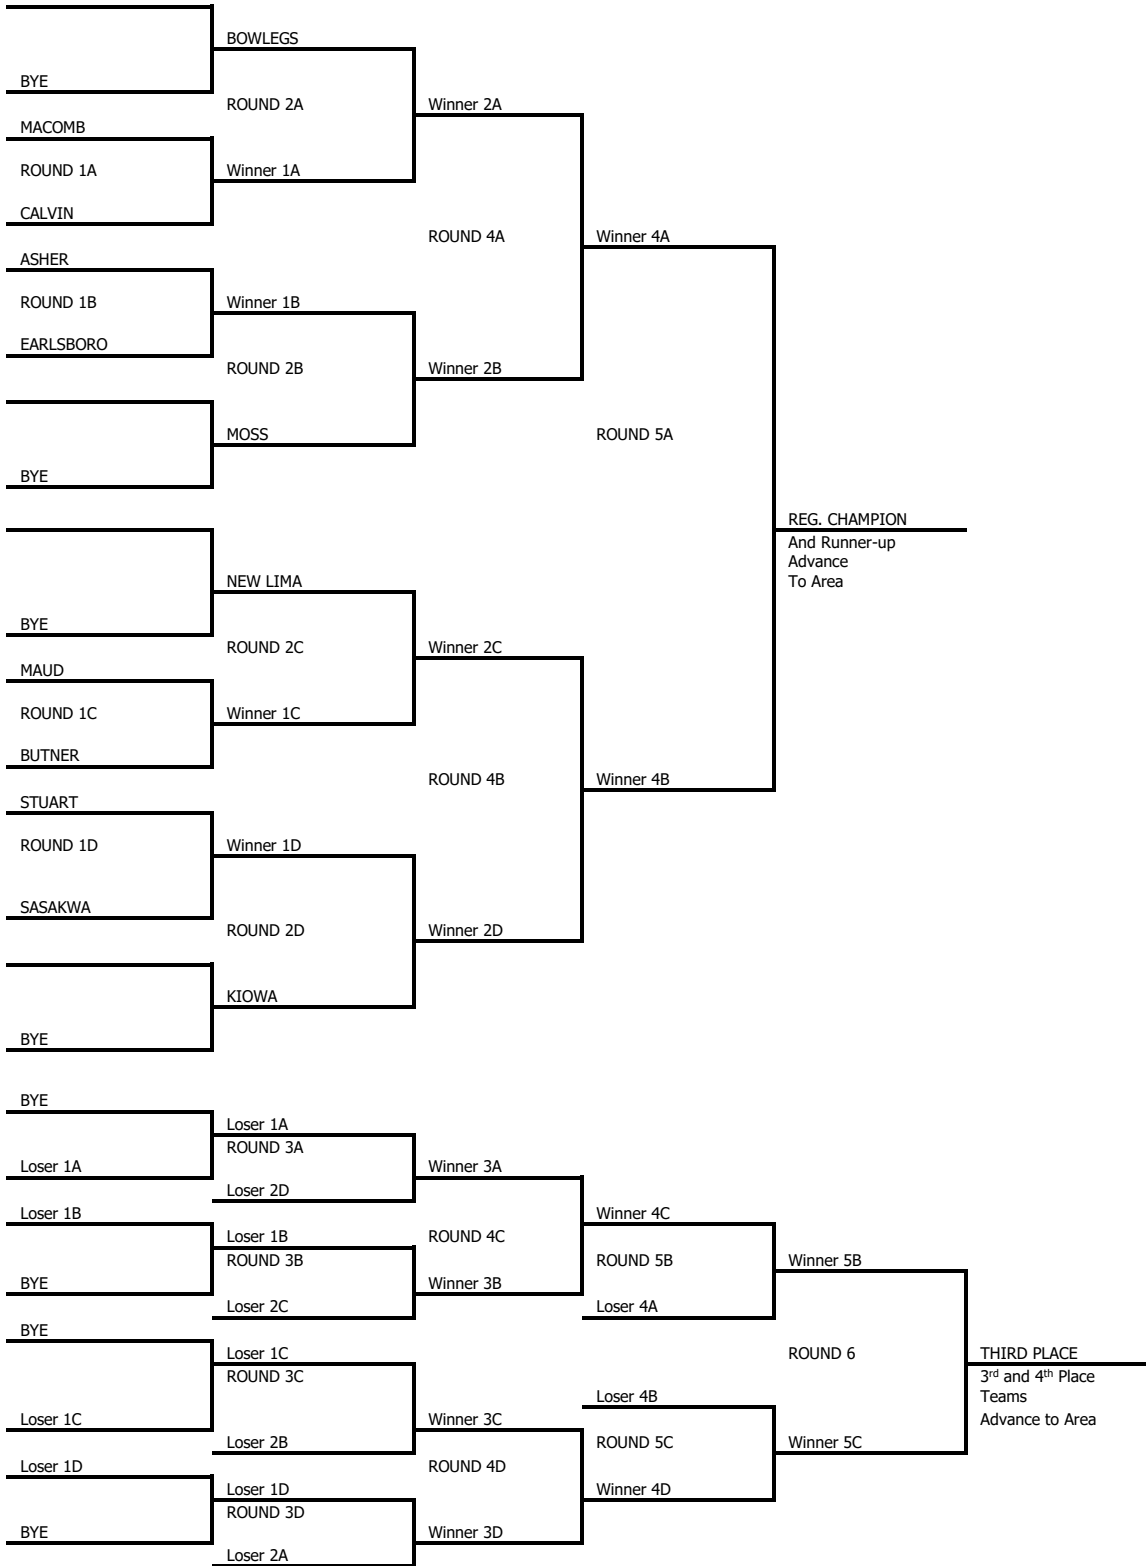 BOWLEGS
BYE
ROUND 2A
Winner 2A
MACOMB
ROUND 1A
Winner 1A
CALVIN
ROUND 4A
Winner 4A
ASHER
ROUND 1B
Winner 1B
EARLSBORO
ROUND 2B
Winner 2B
MOSS
ROUND 5A
BYE
REG. CHAMPION
And Runner-up
Advance
To Area
NEW LIMA
BYE
ROUND 2C
Winner 2C
MAUD
ROUND 1C
Winner 1C
BUTNER
ROUND 4B
Winner 4B
STUART
ROUND 1D
Winner 1D
SASAKWA
ROUND 2D
Winner 2D
KIOWA
BYE
BYE
Loser 1A
ROUND 3A
Loser 1A
Winner 3A
Loser 2D
Loser 1B
Winner 4C
Loser 1B
ROUND 4C
ROUND 3B
ROUND 5B
Winner 5B
BYE
Winner 3B
Loser 2C
Loser 4A
BYE
Loser 1C
ROUND 6
THIRD PLACE
ROUND 3C
3rd and 4th Place
Teams
Advance to Area
Loser 4B
Loser 1C
Winner 3C
Loser 2B
ROUND 5C
Winner 5C
Loser 1D
ROUND 4D
Loser 1D
Winner 4D
ROUND 3D
BYE
Winner 3D
Loser 2A